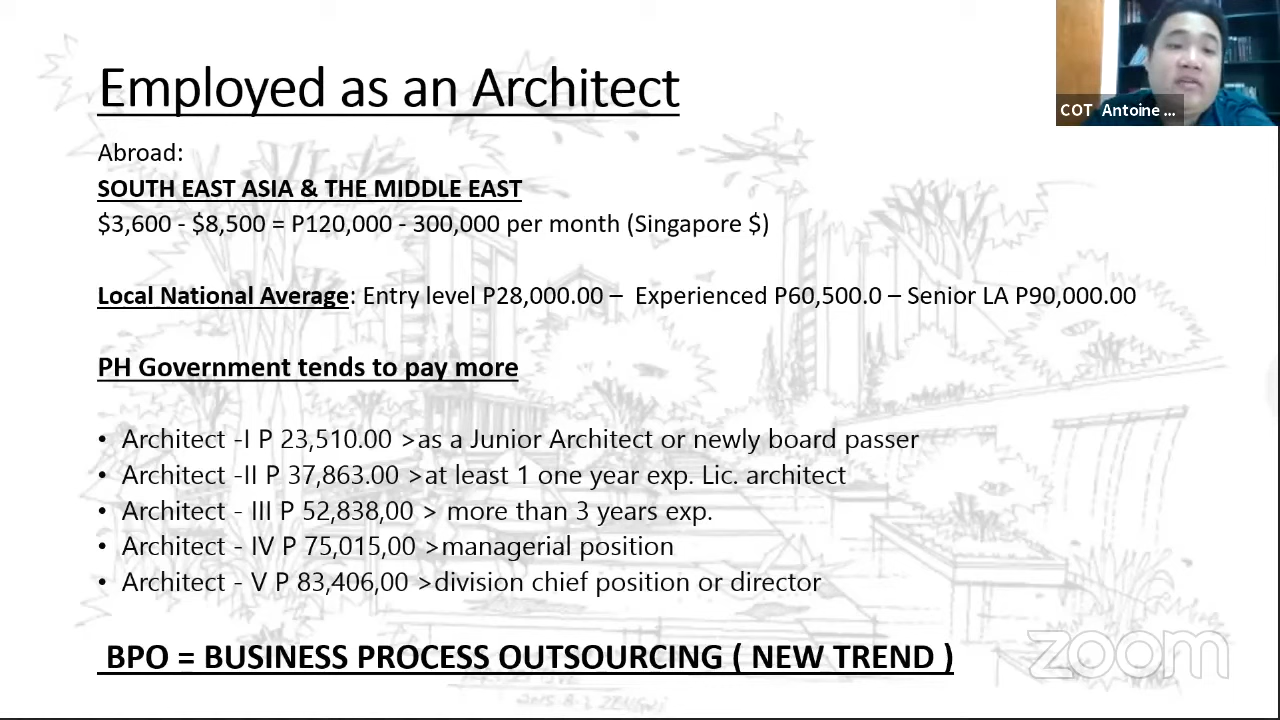 Employed as an Architect
COT Antoine ...
Abroad:
SOUTH EAST ASIA & THE MIDDLE EAST
$3,600 - $8,500 = P120,000 - 300,000 per month (Singapore $)
Local National Average: Entry level P28,000.00 – Experienced P60,500.0 – Senior LA P90,000.00
PH Government tends to pay more
• Architect -I P 23,510.00 >as a Junior Architect or newly board passer
• Architect -II P 37,863.00 >at least 1 one year exp. Lic. architect
• Architect - III P 52,838,00 > more than 3 years exp.
• Architect - IV P 75,015,00 >managerial position
• Architect - V P 83,406,00 >division chief position or director
BPO = BUSINESS PROCESS OUTSOURCING ( NEW TREND )
zoom